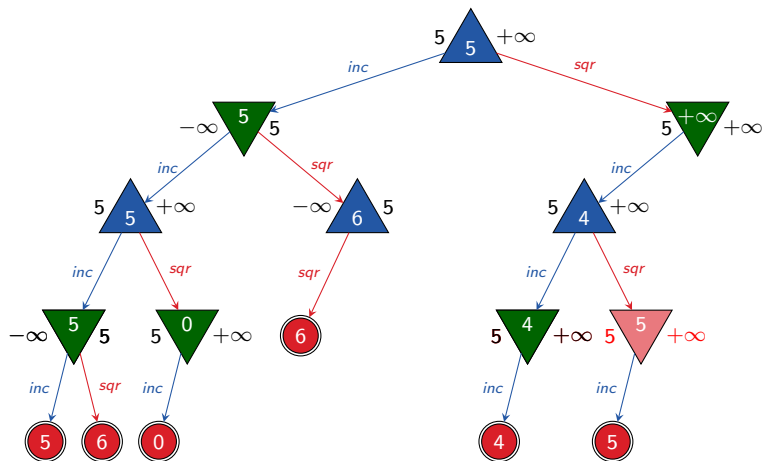 5 5 +∞
inc sqr
−∞ 5 5 5 +∞ +∞
inc sqr inc
5 5 +∞ −∞ 6 5 5 4 +∞
inc sqr sqr inc sqr
−∞ 5 5 5 0 +∞ 6 5 4 +∞ 5 5 +∞
inc sqr inc inc inc
5 6 0 4 5